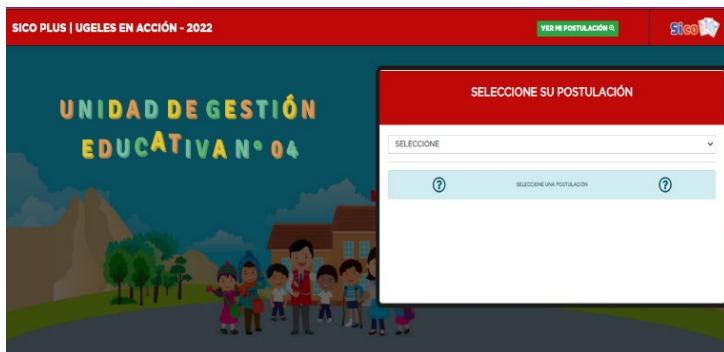 SICO PLUS | UGELES EN ACCIÓN - 2022
VER MI POSTULACIÓN
Sico
UNIDAD DE GESTIÓN
EDUCATIVA N° 04
SELECCIONE SU POSTULACIÓN
SELECCIONE
SELECCIONE UNA POSTULACIÓN